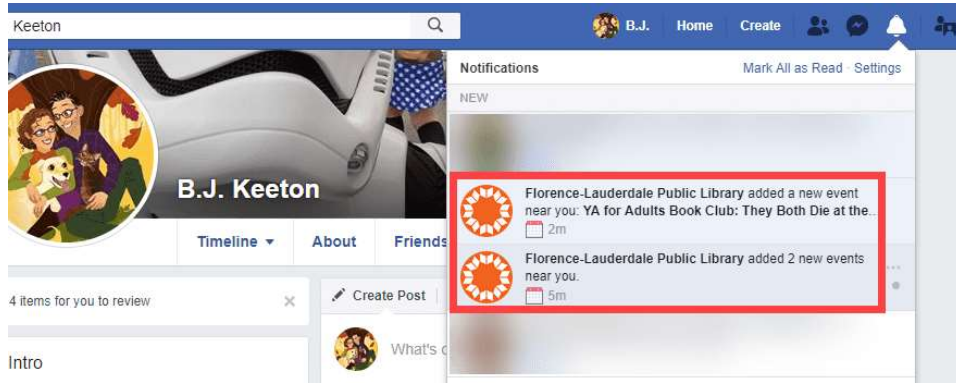 Keeton
B.J. Home Create
Notifications Mark All as Read · Settings
NEW
B.J. Keeton
Florence-Lauderdale Public Library added a new event
near you: YA for Adults Book Club: They Both Die at the...
2m
Timeline About Friends
Florence-Lauderdale Public Library added 2 new events
near you.
5m
4 items for you to review
Create Post
What's
Intro